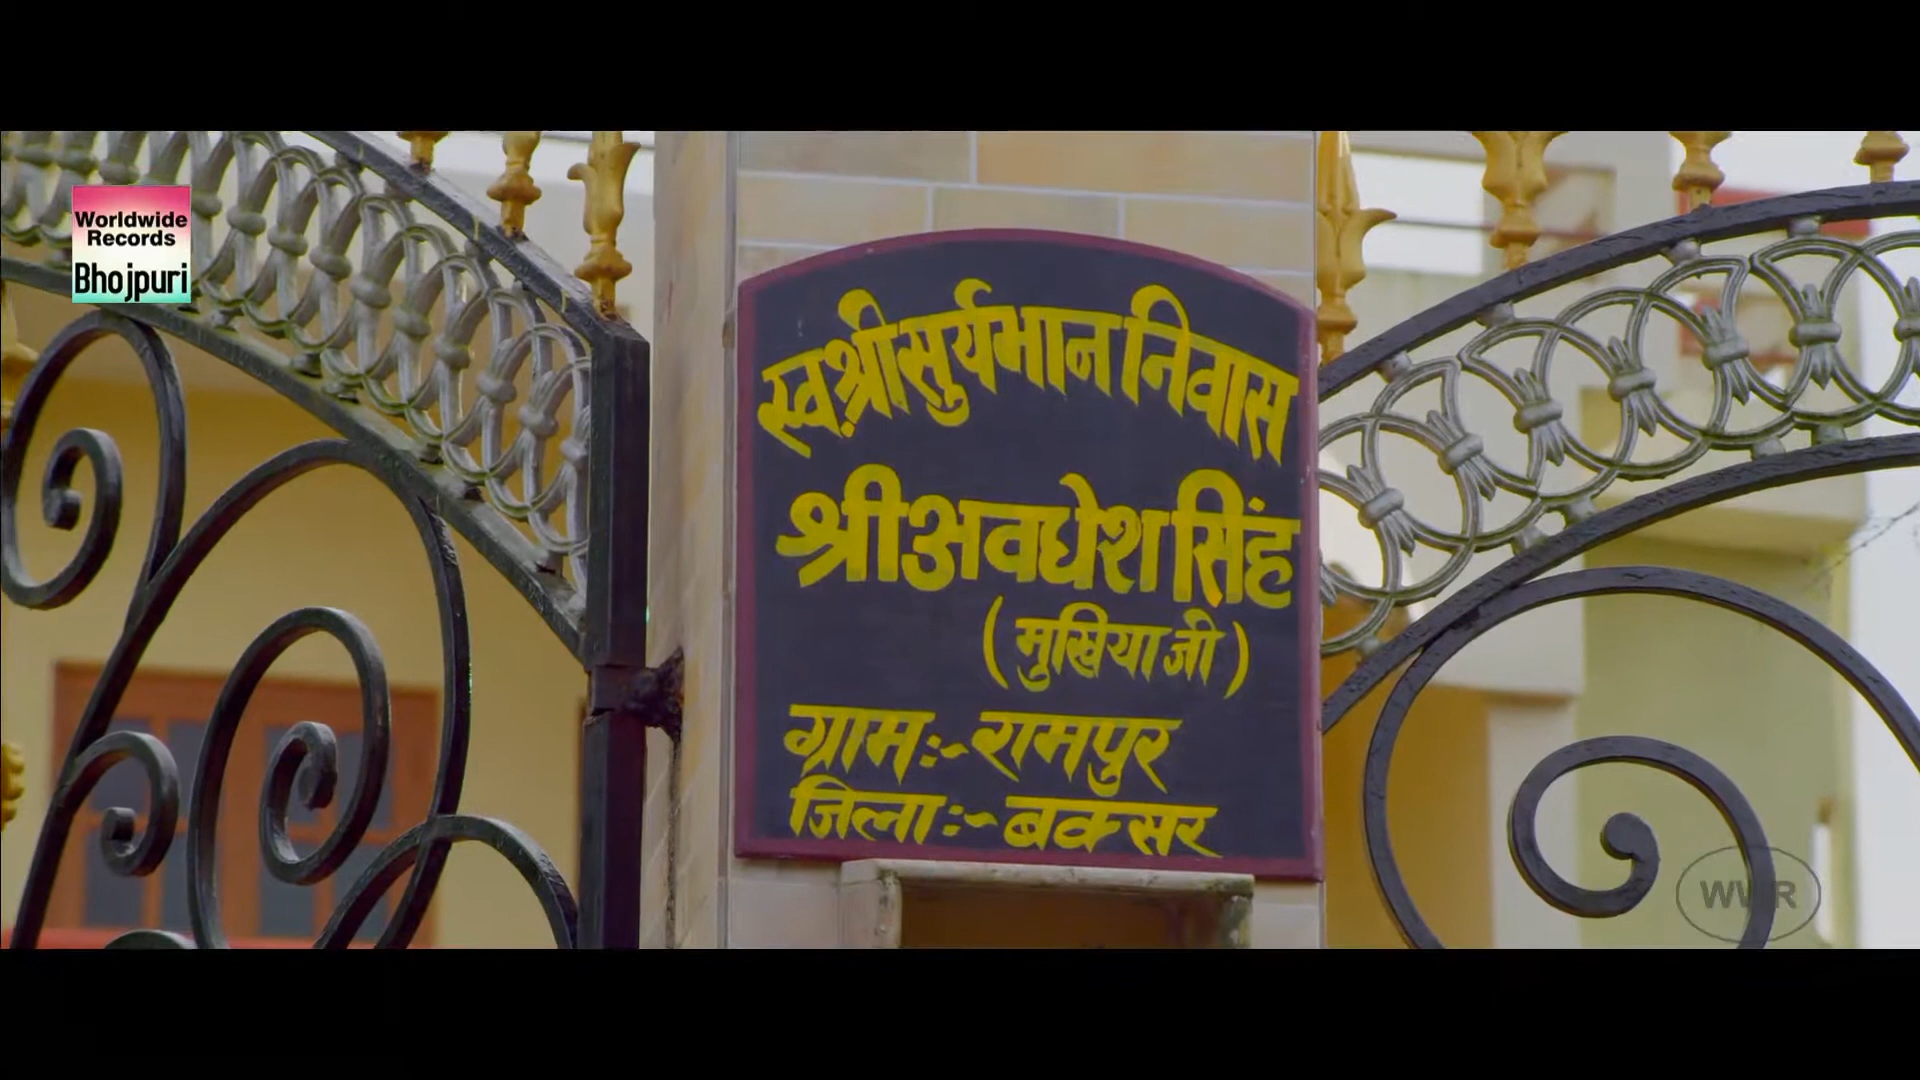 Worldwide
Records
Bhojpuri
स्व॰श्री सुर्यभान निवास
श्री अवधेश सिंह
(मुखिया जी)
ग्राम:- रामपुर
जिला:- बक्सर
WWR